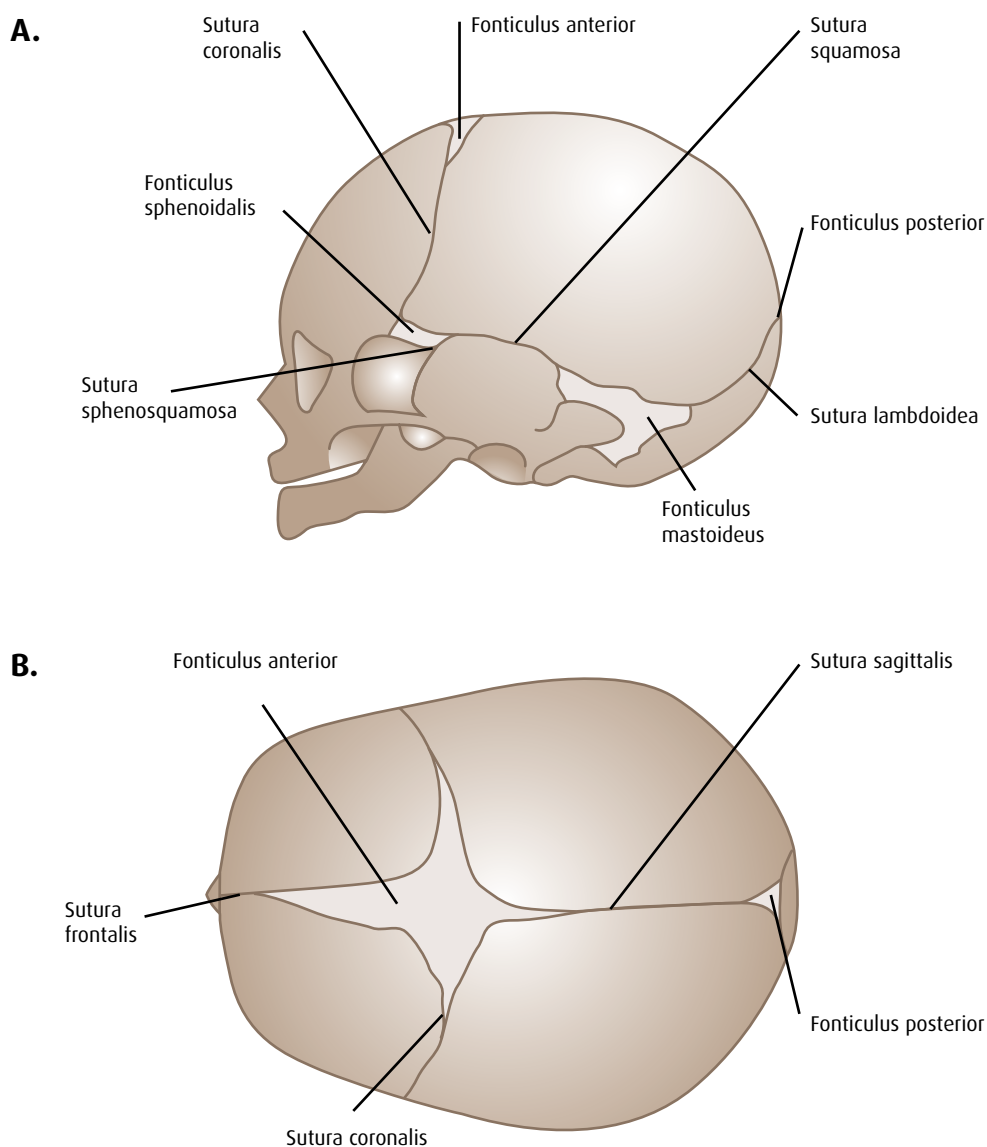 A.
Sutura
coronalis
Fonticulus anterior
Sutura
squamosa
Fonticulus
sphenoidalis
Fonticulus posterior
Sutura
sphenosquamosa
Sutura lambdoidea
Fonticulus
mastoideus
B.
Fonticulus anterior
Sutura sagittalis
Sutura
frontalis
Fonticulus posterior
Sutura coronalis